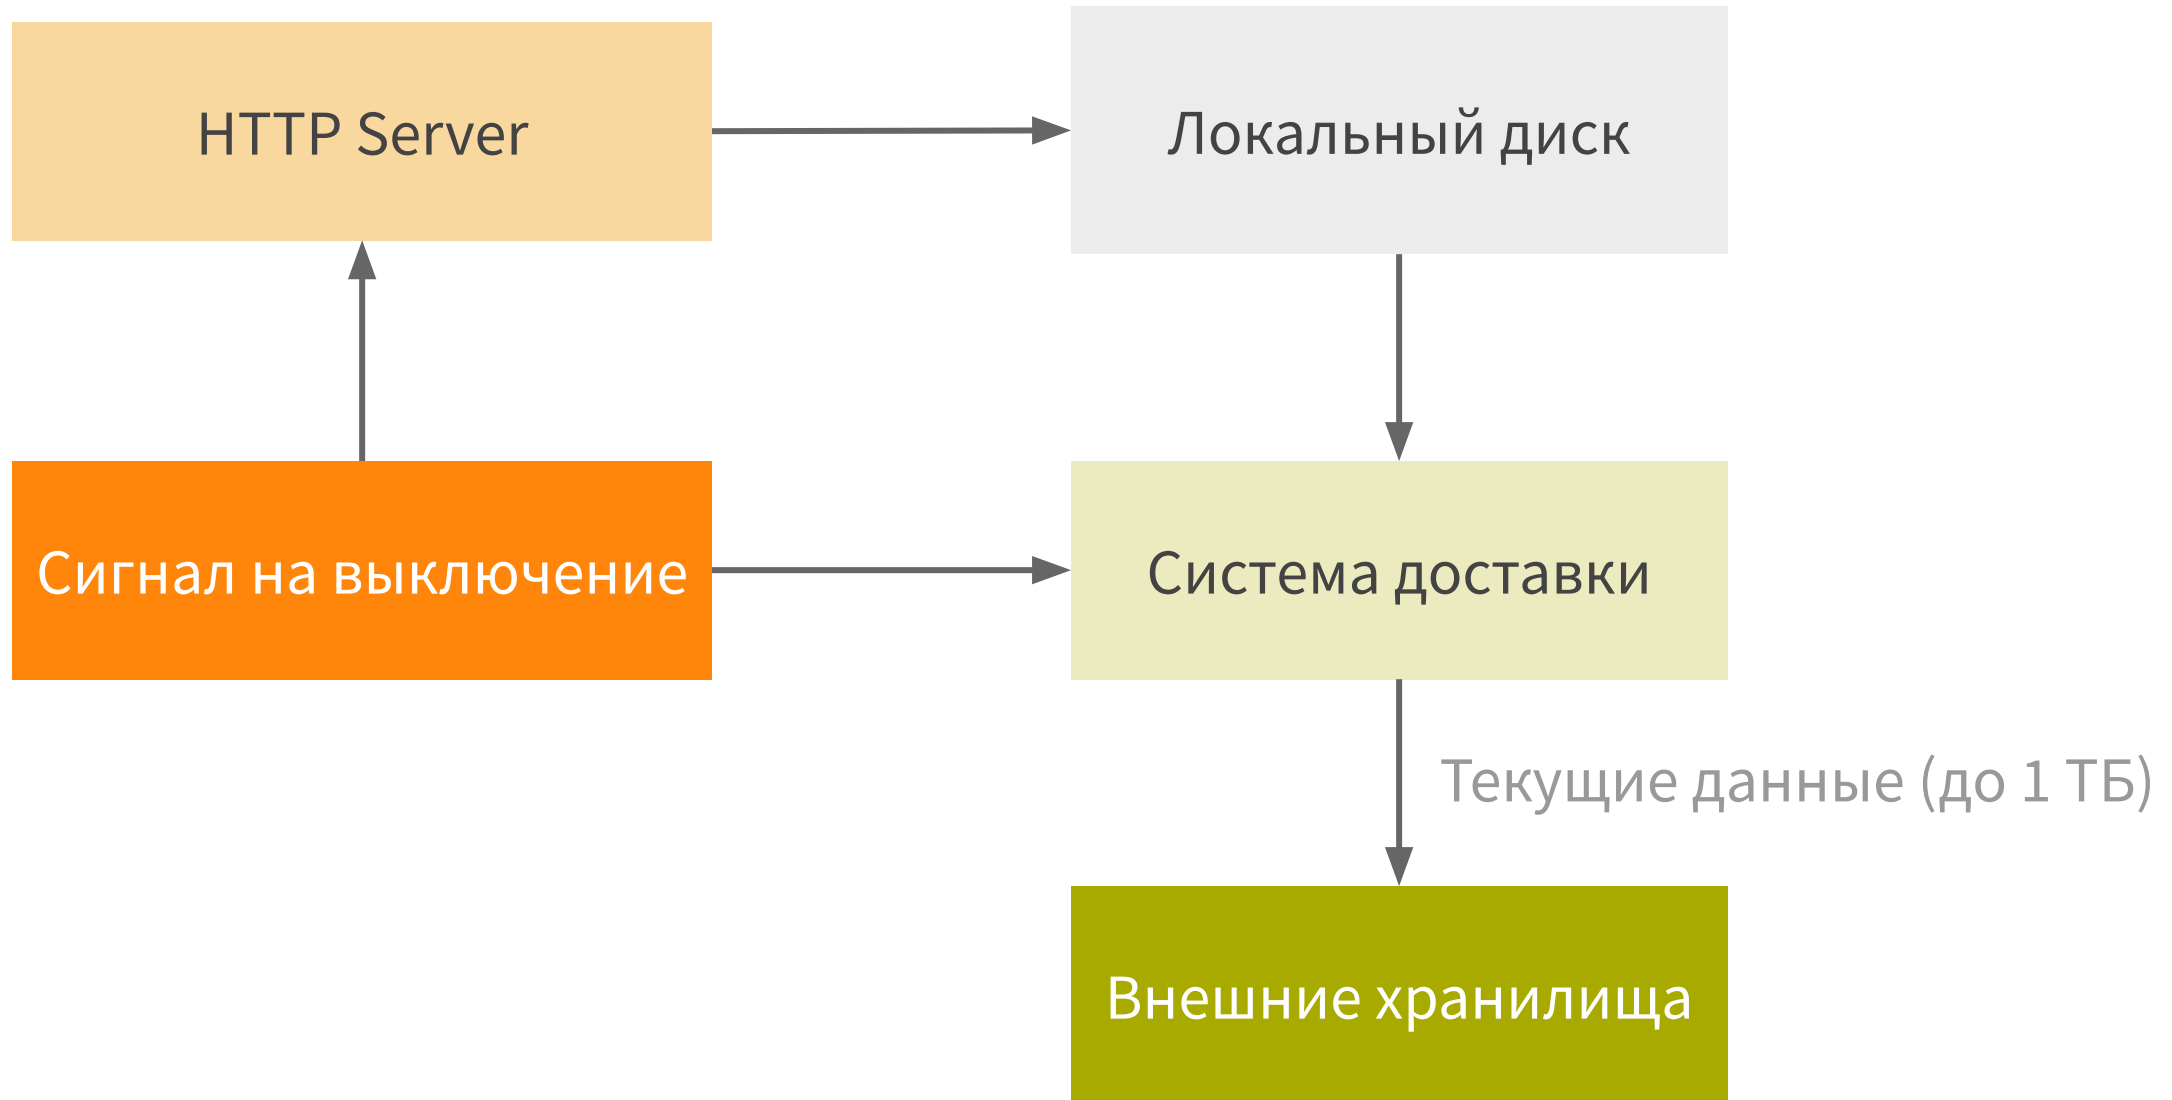 HTTP Server
Локальный диск
Сигнал на выключение
Система доставки
Текущие данные (до 1 ТБ)
Внешние хранилища